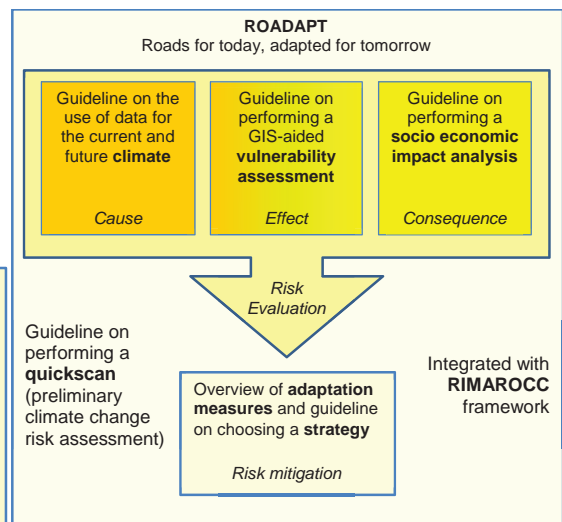 ROADAPT
Roads for today, adapted for tomorrow
Guideline on the
use of data for
the current and
future climate
Cause
Guideline on
performing a
GIS-aided
vulnerability
assessment
Effect
Guideline on
performing a
socio economic
impact analysis
Consequence
Risk
Evaluation
Guideline on
performing a
quickscan
(preliminary
climate change
risk assessment)
Overview of adaptation
measures and guideline
on choosing a strategy
Risk mitigation
Integrated with
RIMAROCC
framework